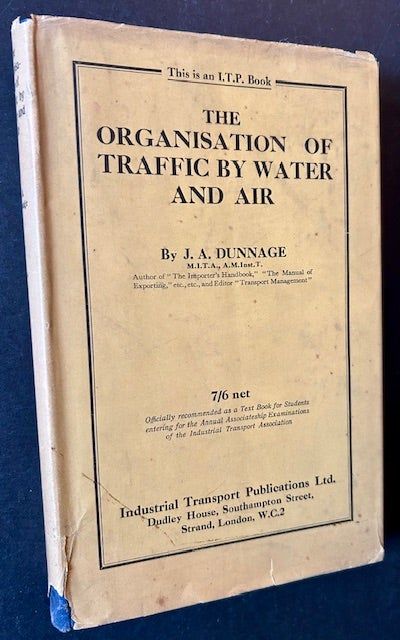 This is an I.T.P. Book
THE
ORGANISATION OF
TRAFFIC BY WATER
AND AIR
By J. A. DUNNAGE
M.I.T.A., A.M.Inst.T.
Author of "The Importer's Handbook," "The Manual of
Exporting," etc., etc., and Editor "Transport Management"
7/6 net
Officially recommended as a Text Book for Students
entering for the Annual Associateship Examinations
of the Industrial Transport Association
Industrial Transport Publications Ltd.
Dudley House, Southampton Street,
Strand, London, W.C.2